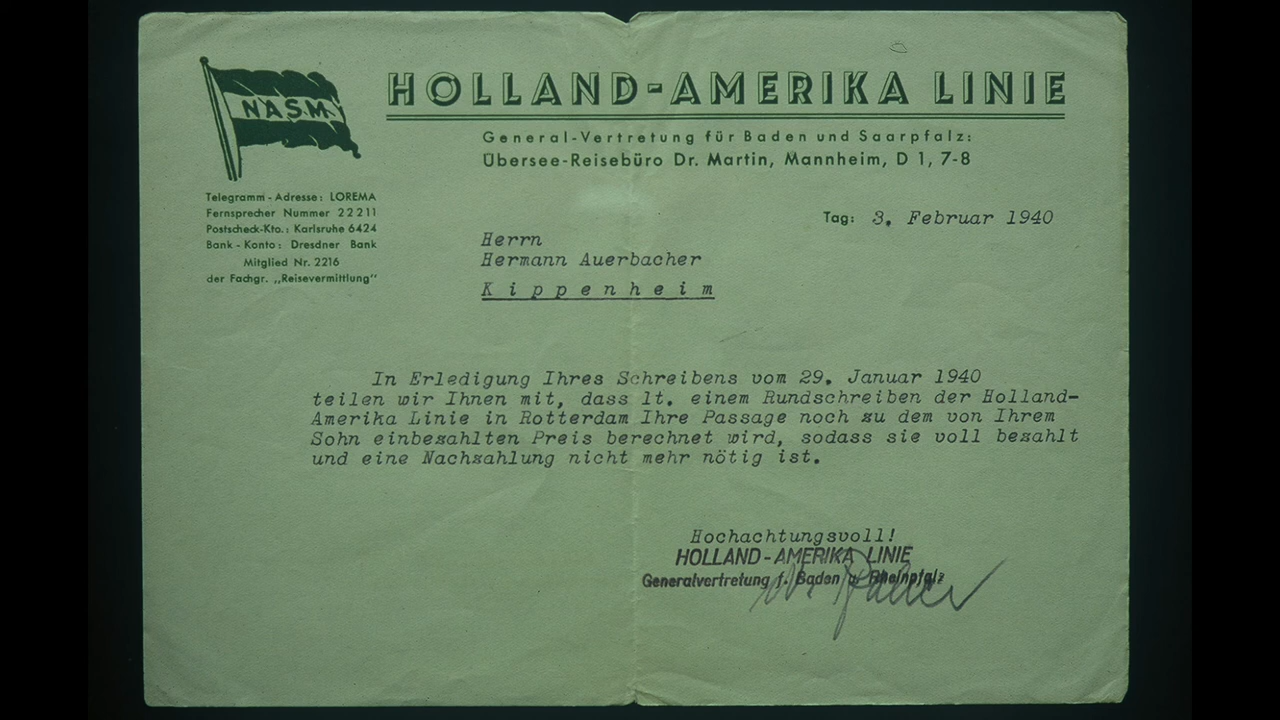 N.A.S.M.
HOLLAND-AMERIKA LINIE
General-Vertretung für Baden und Saarpfalz:
Übersee-Reisebüro Dr. Martin, Mannheim, D 1, 7-8
Telegramm-Adresse: LOREMA
Fernsprecher Nummer 22211
Postscheck-Kto.: Karlsruhe 6424
Bank-Konto: Dresdner Bank
Mitglied Nr. 2216
der Fachgr. „Reisevermittlung"
Tag: 3. Februar 1940
Herrn
Hermann Auerbacher
Kippenheim
In Erledigung Ihres Schreibens vom 29. Januar 1940
teilen wir Ihnen mit, dass lt. einem Rundschreiben der Holland-
Amerika Linie in Rotterdam Ihre Passage noch zu dem von Ihrem
Sohn einbezahlten Preis berechnet wird, sodass sie voll bezahlt
und eine Nachzahlung nicht mehr nötig ist.
Hochachtungsvoll!
HOLLAND-AMERIKA LINIE
Generalvertretung f. Baden u. Rheinpfalz